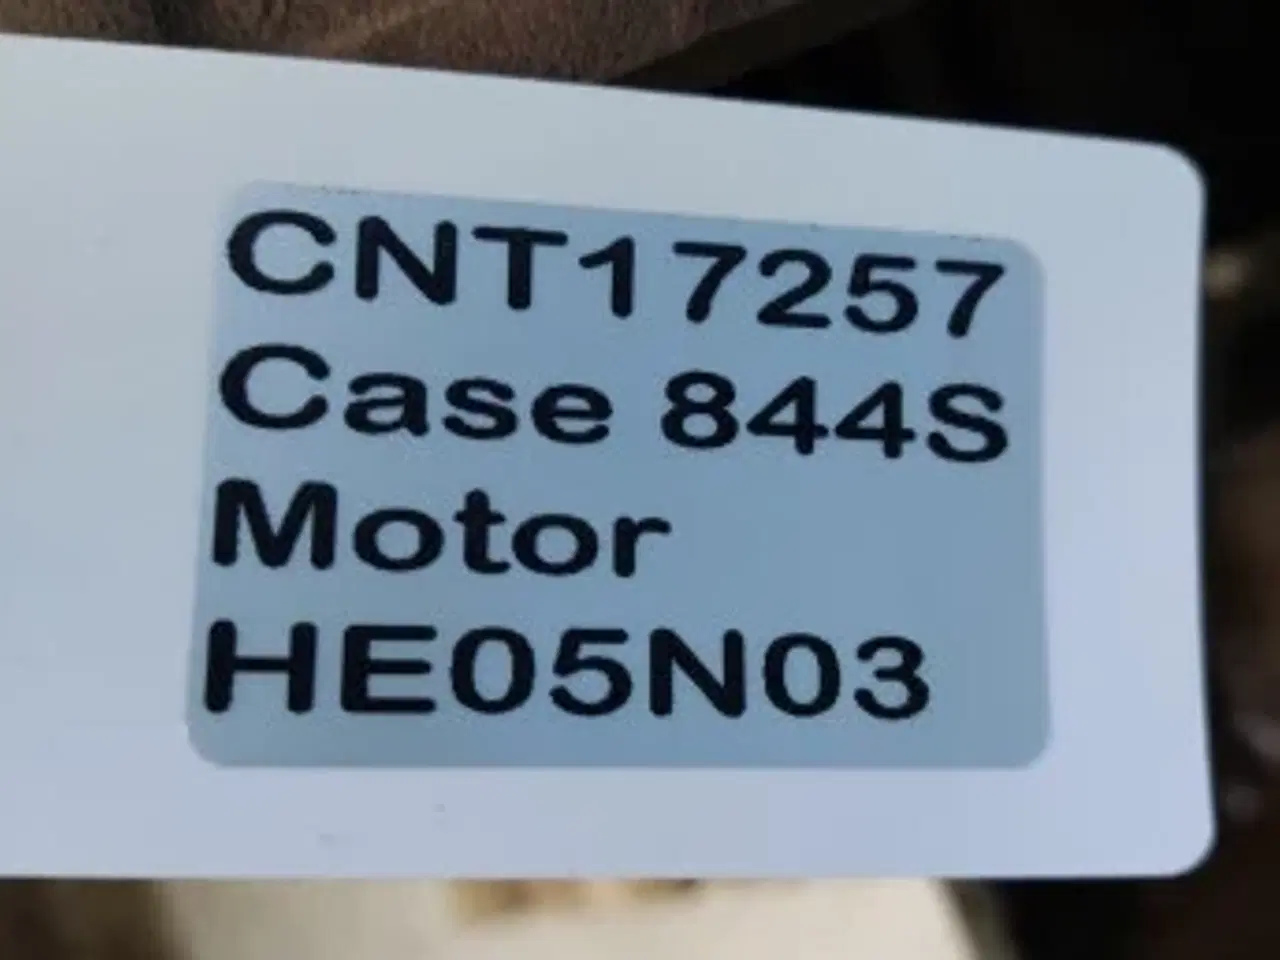 CNT17257
Case 844S
Motor
HE05N03